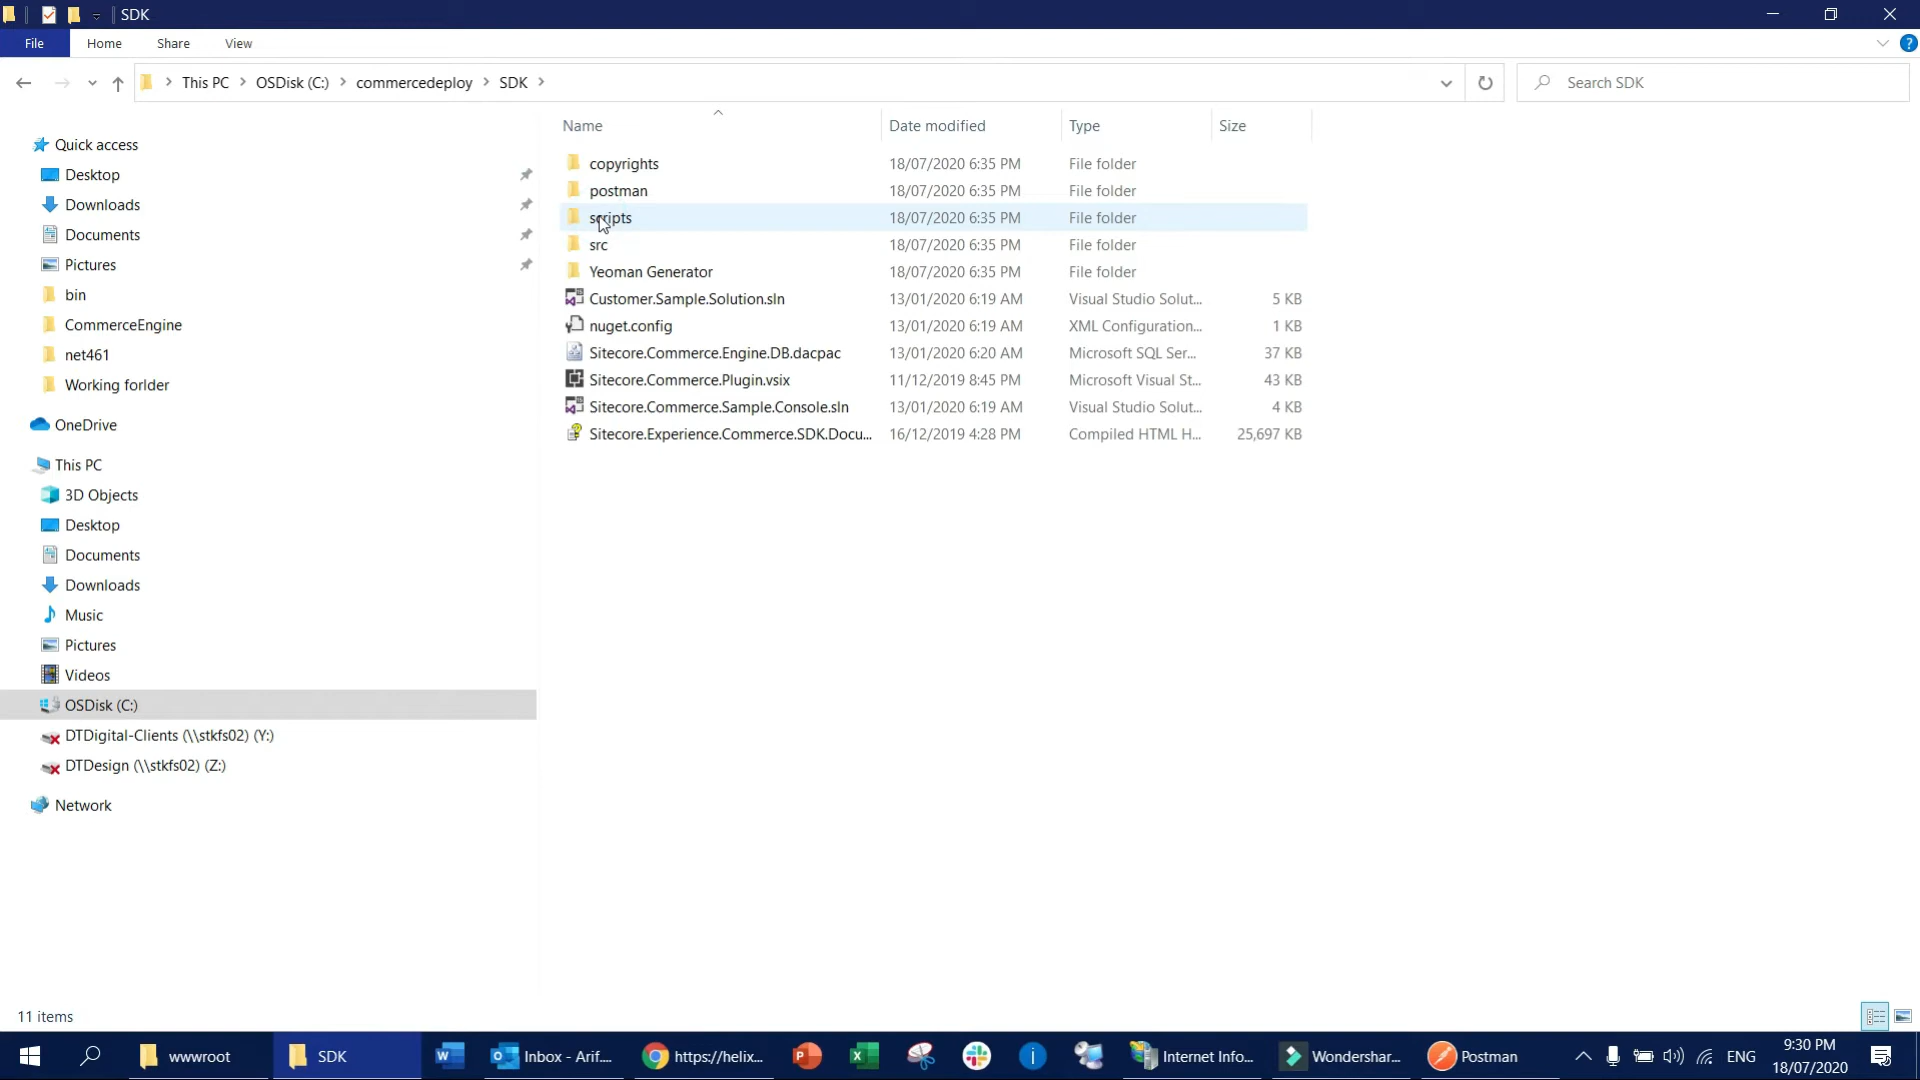 SDK
File Home Share View
This PC OSDisk (C:) commercedeploy SDK
Search SDK
Name Date modified Type Size
Quick access
Desktop
Downloads
Documents
Pictures
bin
CommerceEngine
net461
Working forlder
OneDrive
This PC
3D Objects
Desktop
Documents
Downloads
Music
Pictures
Videos
OSDisk (C:)
DTDigital-Clients (\\stkfs02) (Y:)
DTDesign (\\stkfs02) (Z:)
Network
copyrights 18/07/2020 6:35 PM File folder
postman 18/07/2020 6:35 PM File folder
scripts 18/07/2020 6:35 PM File folder
src 18/07/2020 6:35 PM File folder
Yeoman Generator 18/07/2020 6:35 PM File folder
Customer.Sample.Solution.sln 13/01/2020 6:19 AM Visual Studio Solut... 5 KB
nuget.config 13/01/2020 6:19 AM XML Configuration... 1 KB
Sitecore.Commerce.Engine.DB.dacpac 13/01/2020 6:20 AM Microsoft SQL Ser... 37 KB
Sitecore.Commerce.Plugin.vsix 11/12/2019 8:45 PM Microsoft Visual St... 43 KB
Sitecore.Commerce.Sample.Console.sln 13/01/2020 6:19 AM Visual Studio Solut... 4 KB
Sitecore.Experience.Commerce.SDK.Docu... 16/12/2019 4:28 PM Compiled HTML H... 25,697 KB
11 items
wwwroot SDK Inbox - Arif.... https://helix... Internet Info... Wondershar... Postman ENG 9:30 PM
18/07/2020